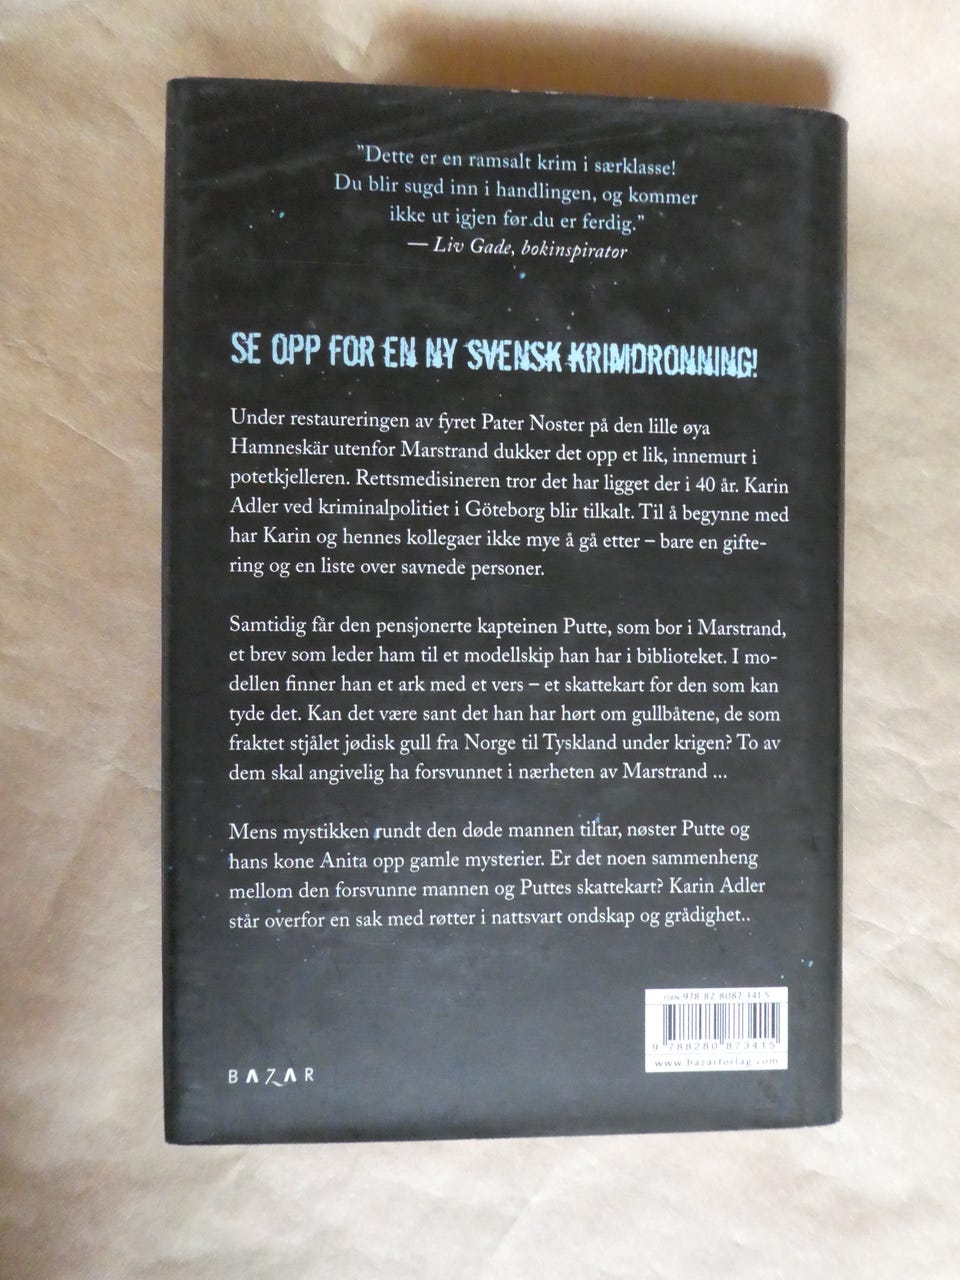 ”Dette er en ramsalt krim i særklasse!
Du blir sugd inn i handlingen, og kommer
ikke ut igjen før du er ferdig.”
— Liv Gade, bokinspirator
SE OPP FOR EN NY SVENSK KRIMDRONNING!
Under restaureringen av fyret Pater Noster på den lille øya
Hamneskär utenfor Marstrand dukker det opp et lik, innemurt i
potetkjelleren. Rettsmedisineren tror det har ligget der i 40 år. Karin
Adler ved kriminalpolitiet i Göteborg blir tilkalt. Til å begynne med
har Karin og hennes kollegaer ikke mye å gå etter – bare en gifte-
ring og en liste over savnede personer.
Samtidig får den pensjonerte kapteinen Putte, som bor i Marstrand,
et brev som leder ham til et modellskip han har i biblioteket. I mo-
dellen finner han et ark med et vers – et skattekart for den som kan
tyde det. Kan det være sant det han har hørt om gullbåtene, de som
fraktet stjålet jødisk gull fra Norge til Tyskland under krigen? To av
dem skal angivelig ha forsvunnet i nærheten av Marstrand ...
Mens mystikken rundt den døde mannen tiltar, nøster Putte og
hans kone Anita opp gamle mysterier. Er det noen sammenheng
mellom den forsvunne mannen og Puttes skattekart? Karin Adler
står overfor en sak med røtter i nattsvart ondskap og grådighet..
ISBN 978-82-8087-341-5
9 788280 873415
www.bazarforlag.com
BAZAR